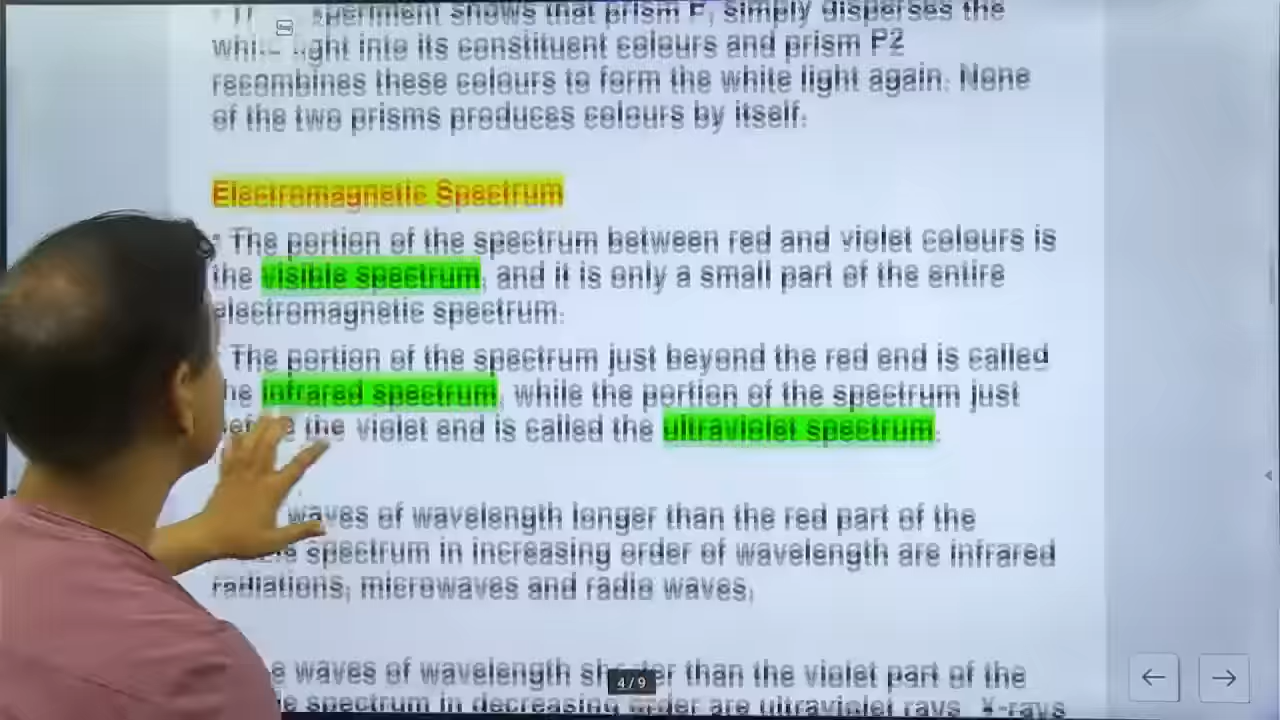 experiment shows that prism P, simply disperses the
white light into its constituent colours and prism P2
recombines these colours to form the white light again. None
of the two prisms produces colours by itself.
Electromagnetic Spectrum
• The portion of the spectrum between red and violet colours is
the visible spectrum, and it is only a small part of the entire
electromagnetic spectrum.
The portion of the spectrum just beyond the red end is called
the infrared spectrum, while the portion of the spectrum just
before the violet end is called the ultraviolet spectrum.
waves of wavelength longer than the red part of the
spectrum in increasing order of wavelength are infrared
radiations, microwaves and radio waves,
waves of wavelength shorter than the violet part of the
spectrum in decreasing order are ultraviolet rays, X-rays
4/9